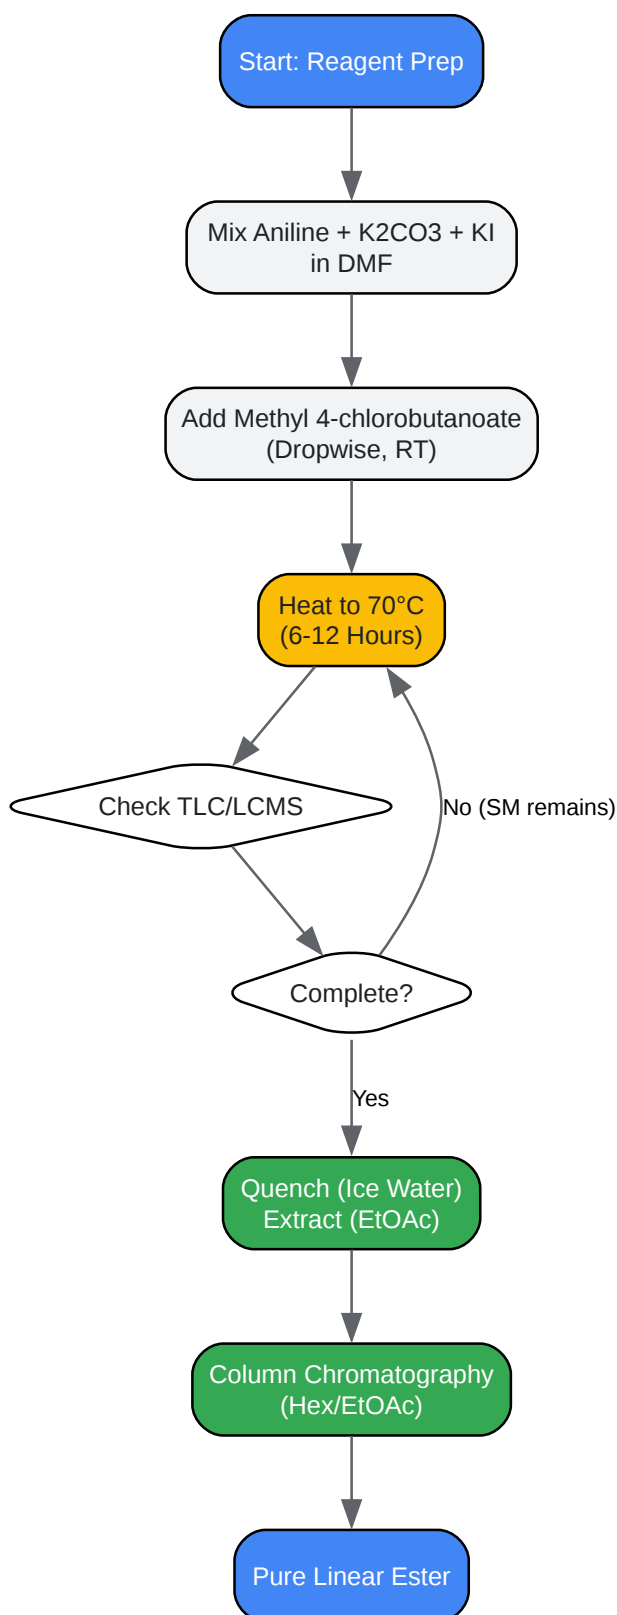 Start: Reagent Prep
Mix Aniline + K2CO3 + KI
in DMF
Add Methyl 4-chlorobutanoate
(Dropwise, RT)
Heat to 70°C
(6-12 Hours)
Check TLC/LCMS
No (SM remains)
Complete?
Yes
Quench (Ice Water)
Extract (EtOAc)
Column Chromatography
(Hex/EtOAc)
Pure Linear Ester